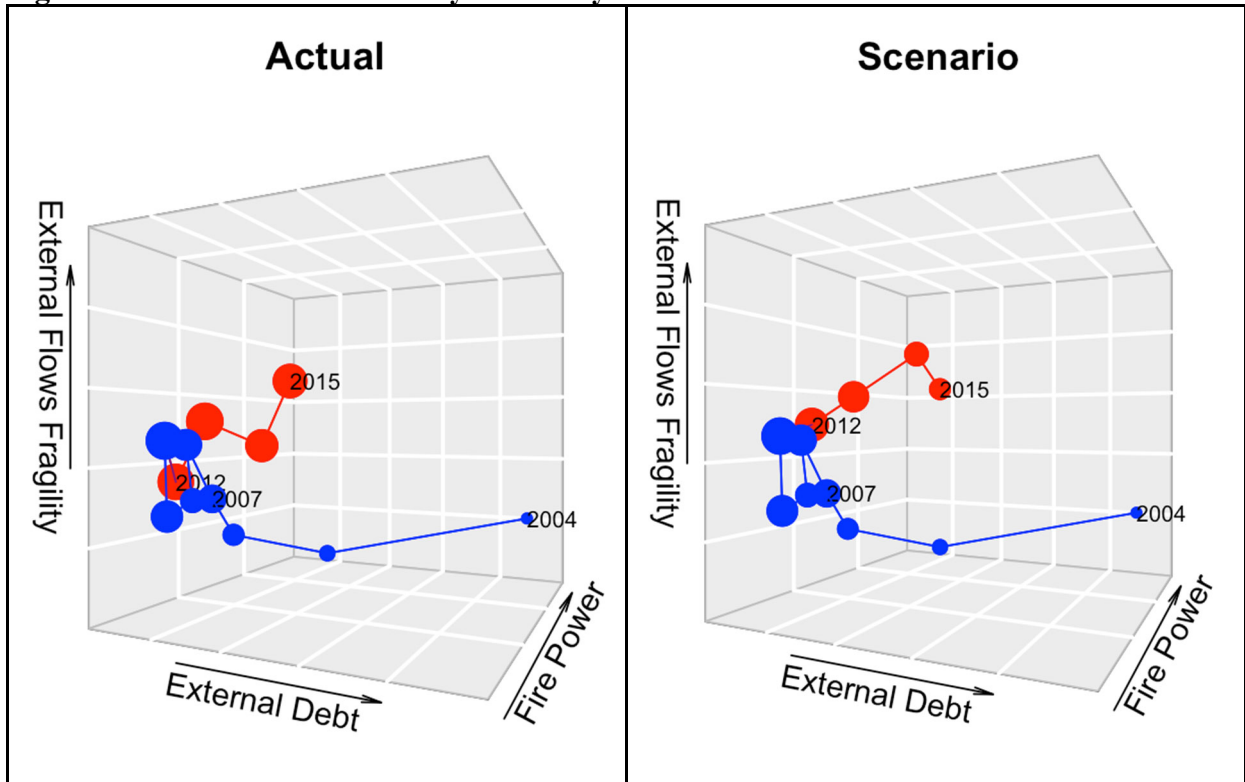 Actual
External Flows Fragility
2015
2012
2007
2004
External Debt
Fire Power
Scenario
External Flows Fragility
2015
2012
2007
2004
External Debt
Fire Power